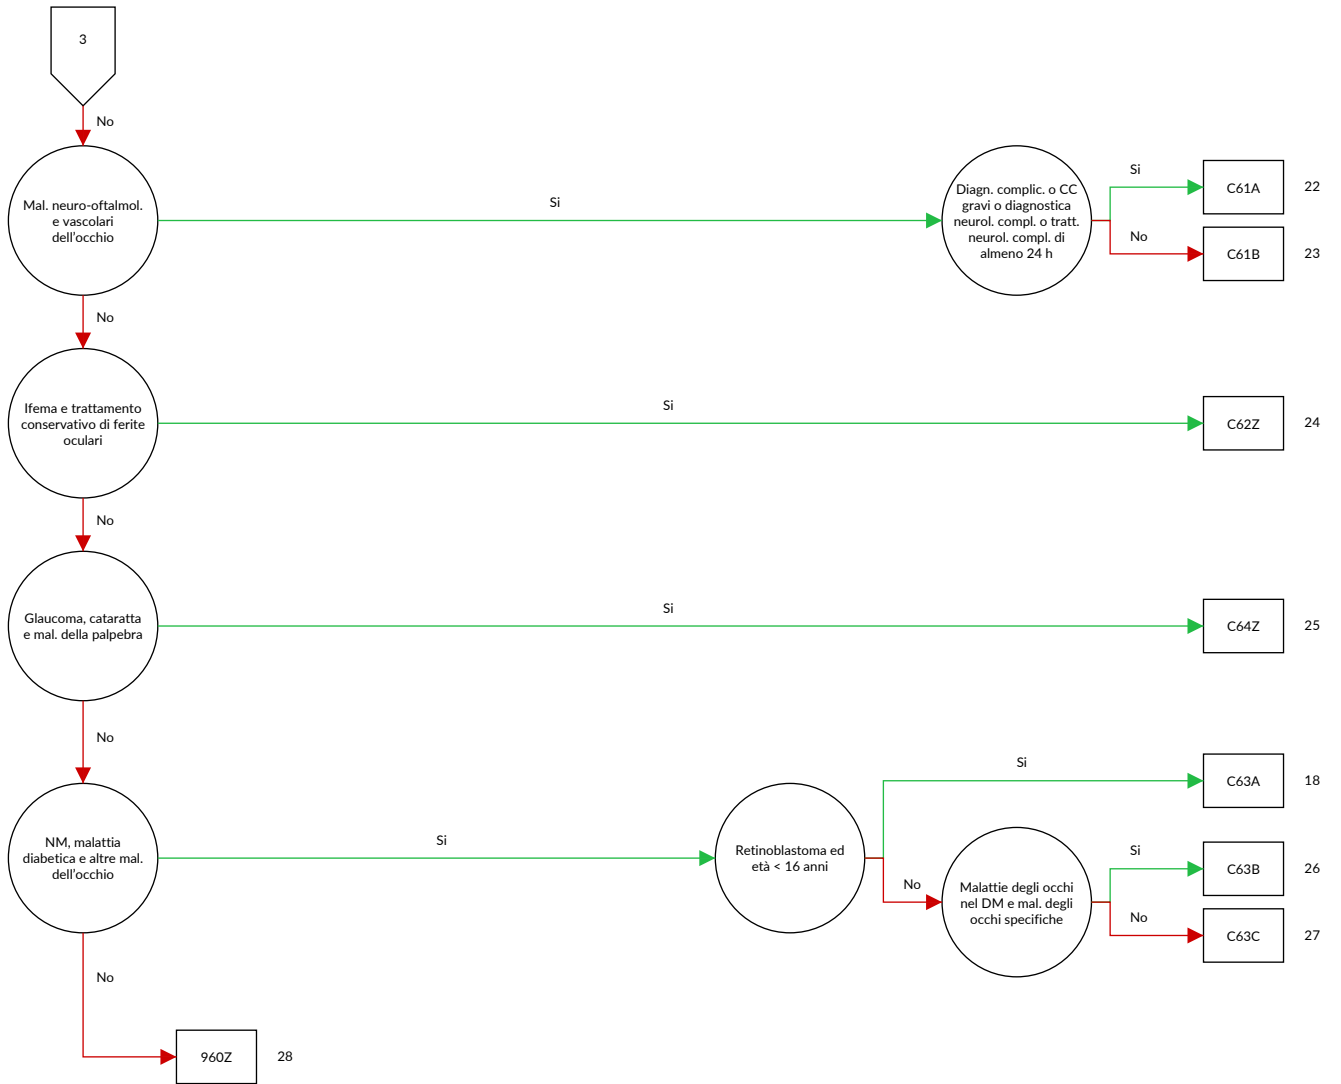 3
No
Mal. neuro-oftalmol.
e vascolari
dell'occhio
Si
Diagn. complic. o CC
gravi o diagnostica
neurol. compl. o tratt.
neurol. compl. di
almeno 24 h
Si
C61A
22
No
C61B
23
No
Ifema e trattamento
conservativo di ferite
oculari
Si
C62Z
24
No
Glaucoma, cataratta
e mal. della palpebra
Si
C64Z
25
No
NM, malattia
diabetica e altre mal.
dell'occhio
Si
Retinoblastoma ed
età < 16 anni
Si
C63A
18
No
Malattie degli occhi
nel DM e mal. degli
occhi specifiche
Si
C63B
26
No
C63C
27
No
960Z
28